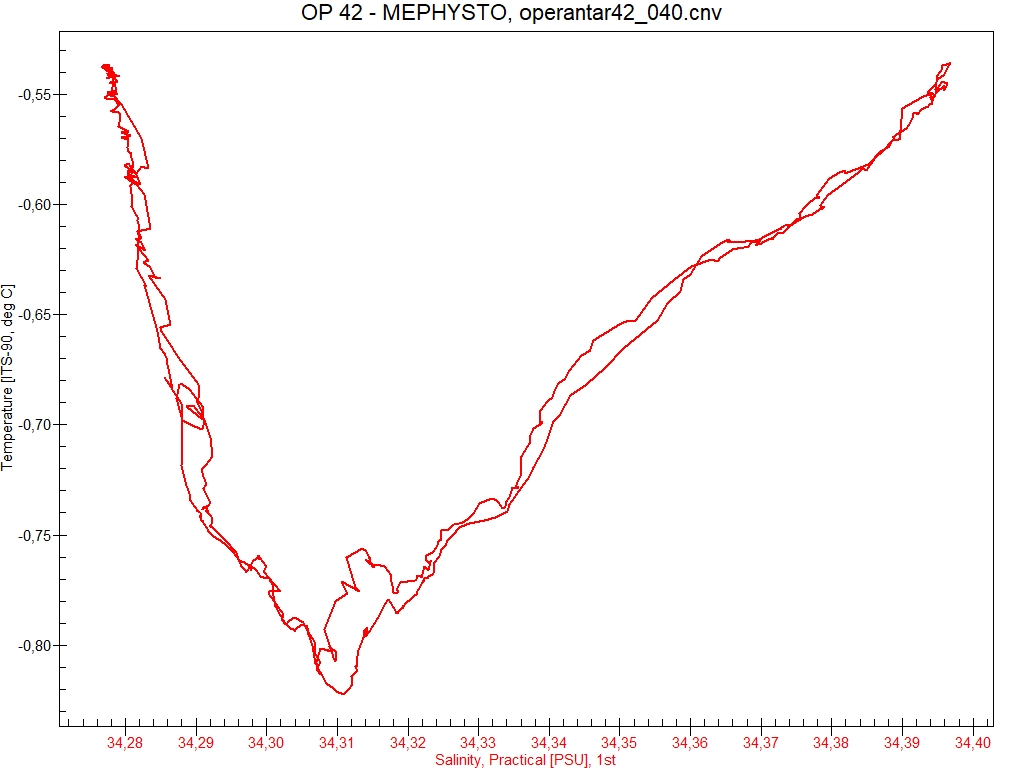 OP 42 - MEPHYSTO, operantar42_040.cnv
Temperature [ITS-90, deg C]
-0,55
-0,60
-0,65
-0,70
-0,75
-0,80
34,28 34,29 34,30 34,31 34,32 34,33 34,34 34,35 34,36 34,37 34,38 34,39 34,40
Salinity, Practical [PSU], 1st